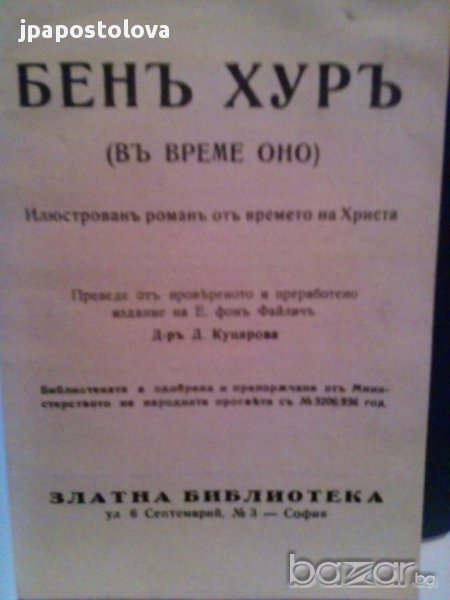 jpapostolova
БЕНЪ ХУРЪ
(ВЪ ВРЕМЕ ОНО)
Илюстрованъ романъ отъ времето на Христа
Преведе отъ провѣреното и преработено
издание на Е. фонъ Файличъ
Д-ръ Д. Куцарова
Библиотеката е одобрена и препорѫчана отъ Мини-
стерството на народната просвѣта съ № 3206/936 год.
ЗЛАТНА БИБЛИОТЕКА
ул 6 Септемврий, № 3 — София
bazar.bg